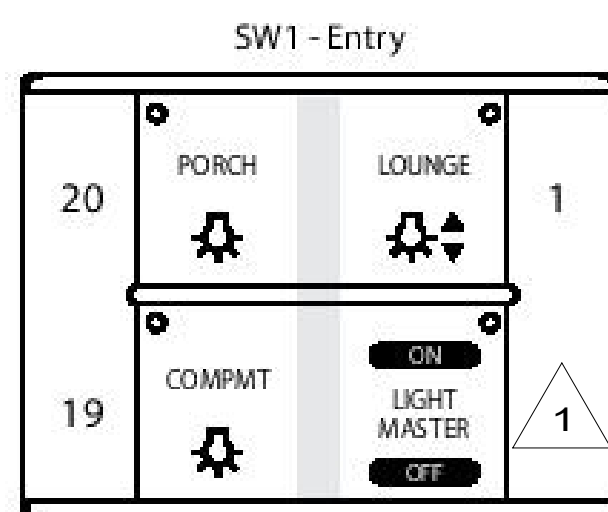 SW1 - Entry
PORCH
LOUNGE
20
1
ON
COMPMT
LIGHT
MASTER
19
1
OFF